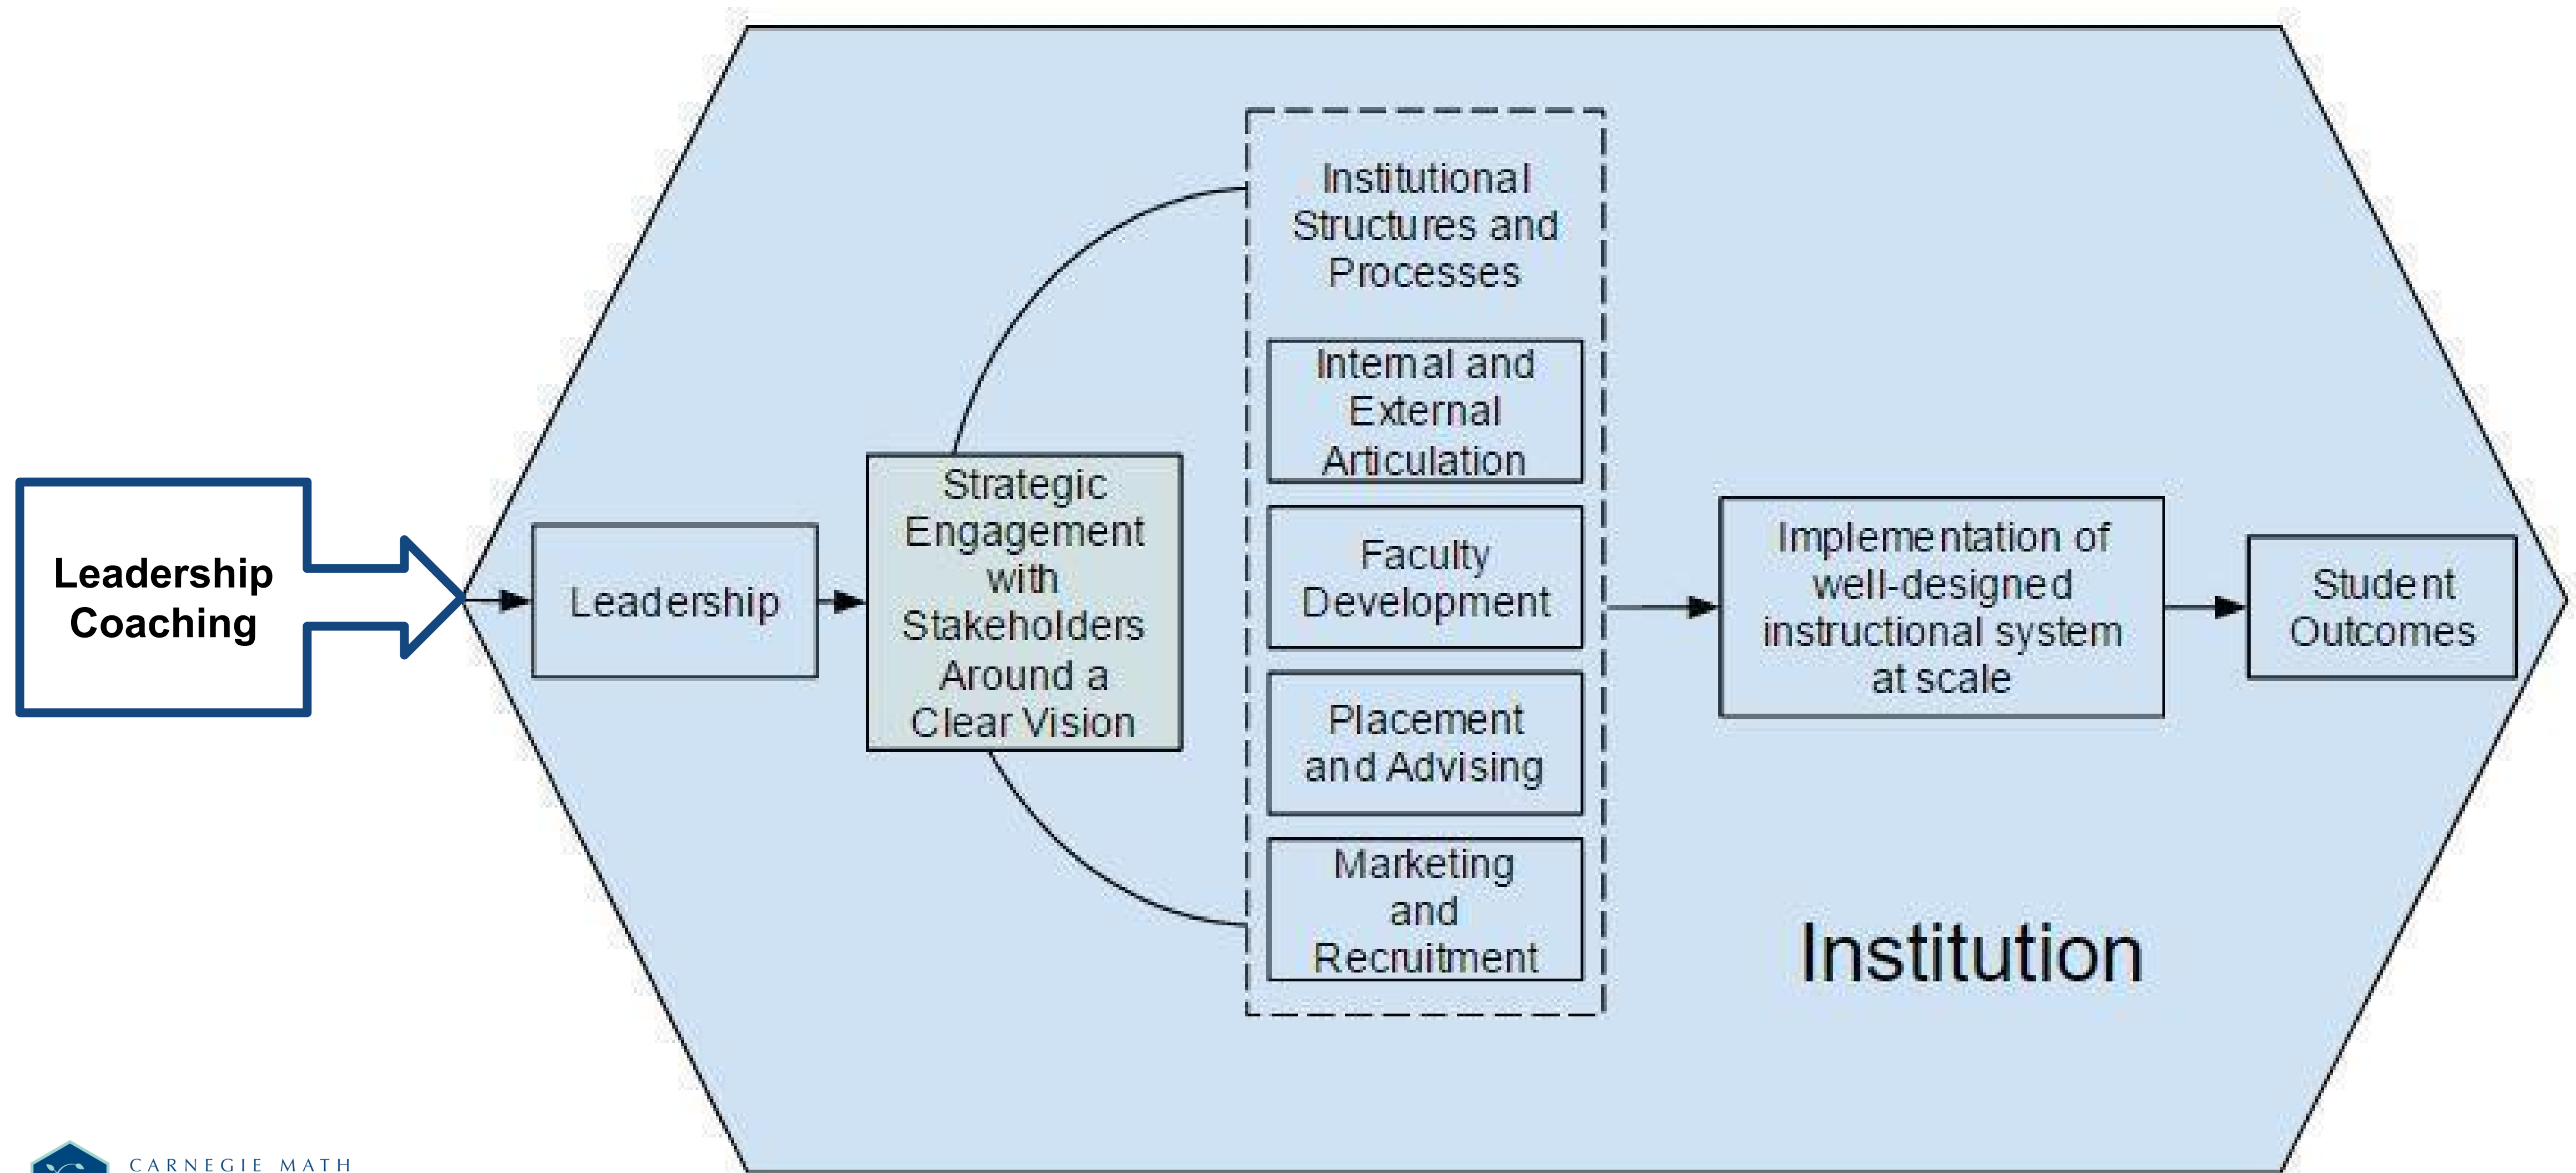 Leadership
Coaching
Leadership
Strategic
Engagement
with
Stakeholders
Around a
Clear Vision
Institutional
Structures and
Processes
Internal and
External
Articulation
Faculty
Development
Placement
and Advising
Marketing
and
Recruitment
Implementation of
well-designed
instructional system
at scale
Student
Outcomes
Institution
CARNEGIE MATH